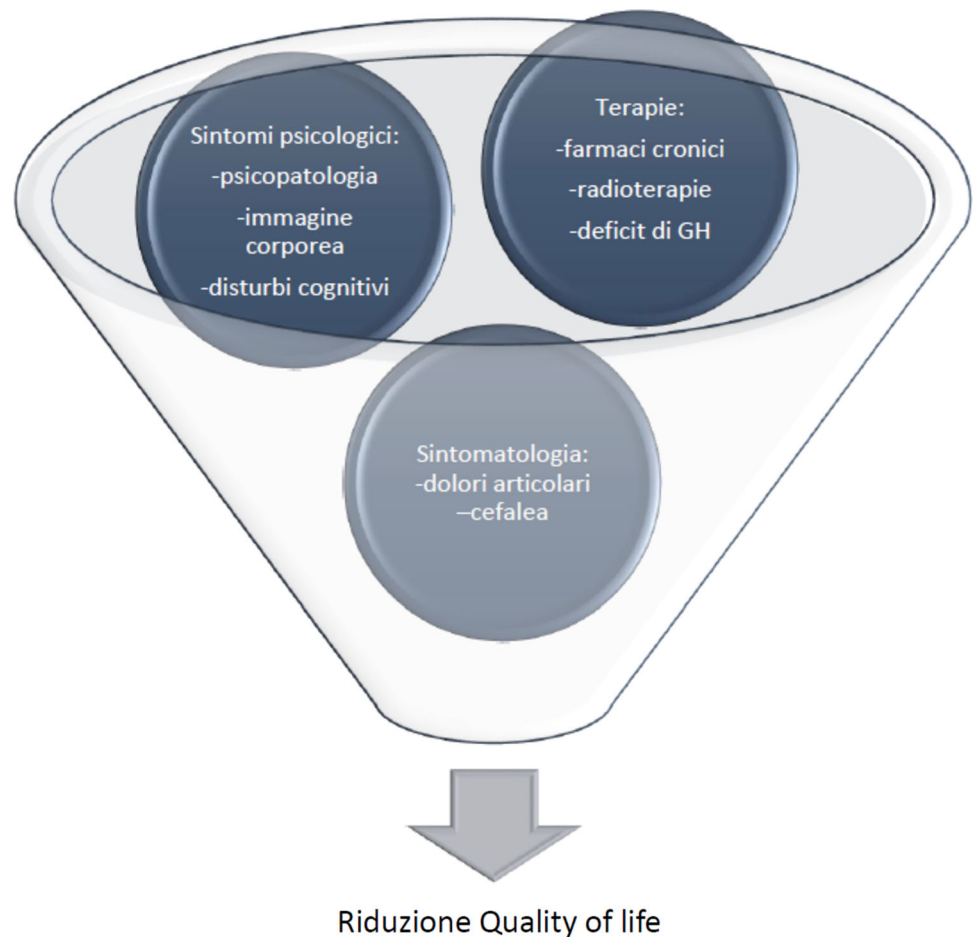 Sintomi psicologici:
-psicopatologia
-immagine
corporea
-disturbi cognitivi
Terapie:
-farmaci cronici
-radioterapie
-deficit di GH
Sintomatologia:
-dolori articolari
–cefalea
Riduzione Quality of life